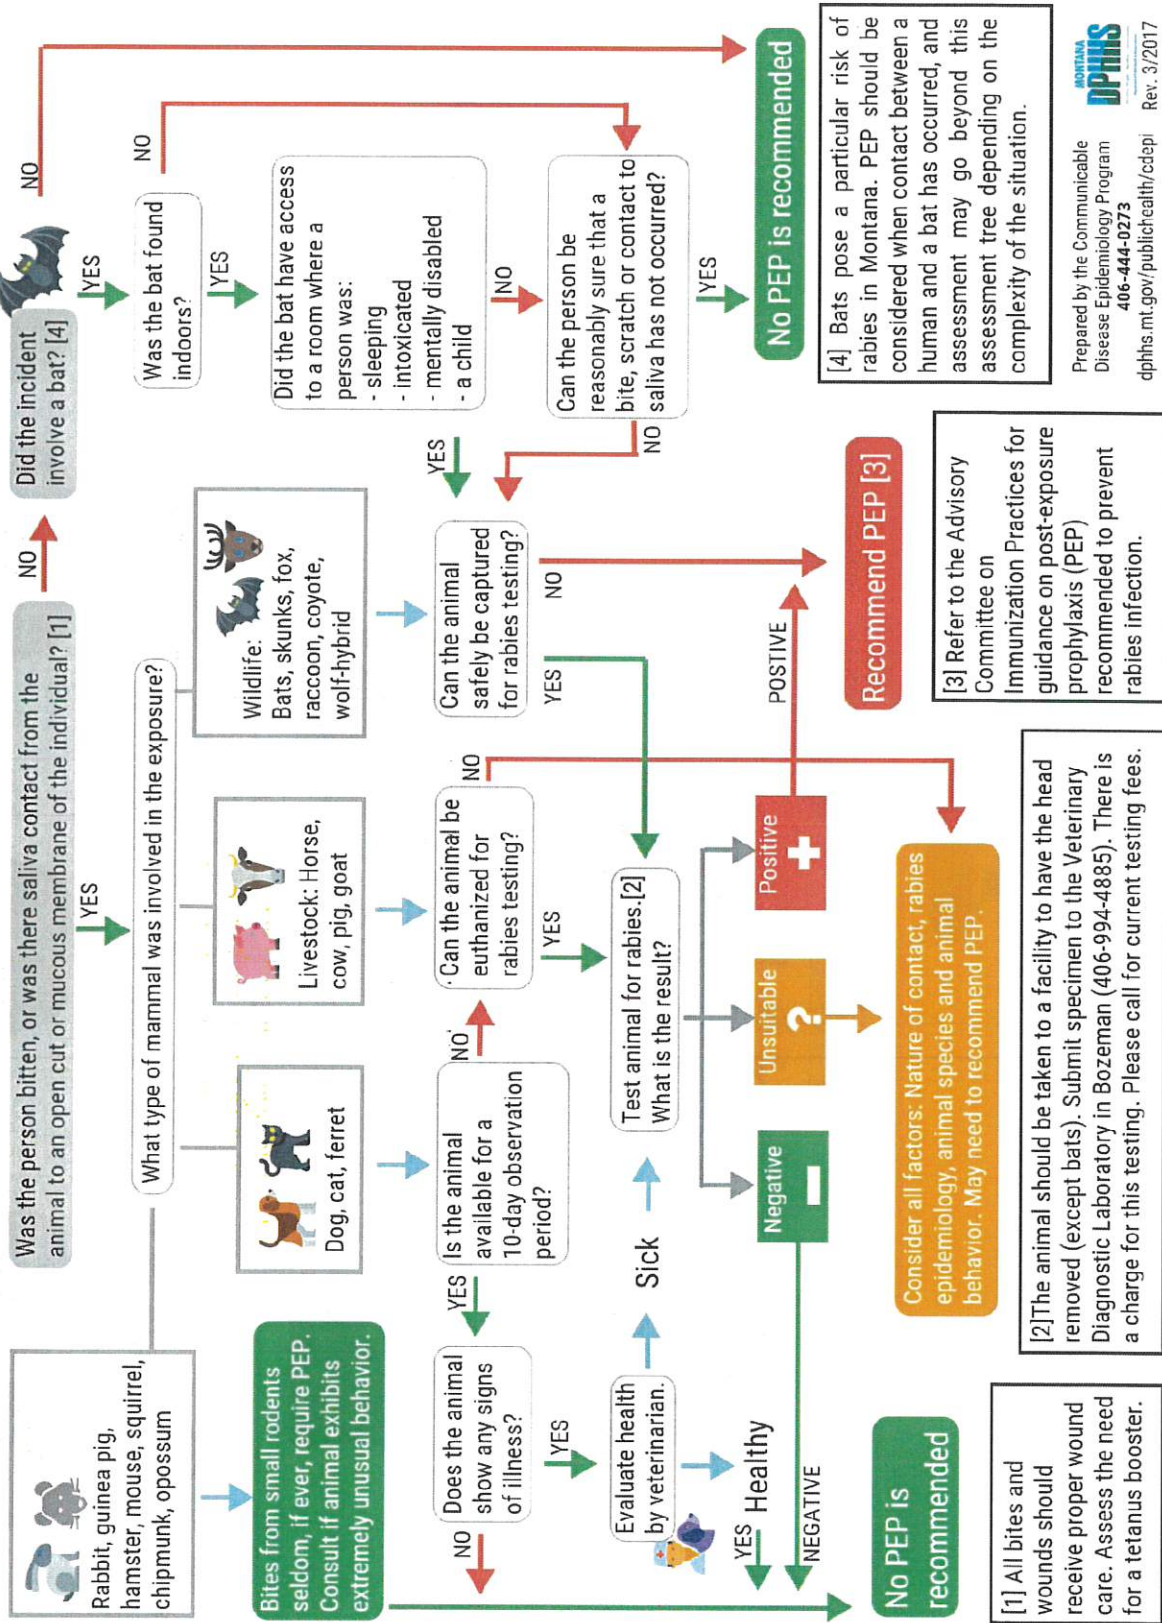 Was the person bitten, or was there saliva contact from the
animal to an open cut or mucous membrane of the individual? [1]
NO
Did the incident
involve a bat? [4]
NO
YES
YES
Rabbit, guinea pig,
hamster, mouse, squirrel,
chipmunk, opossum
What type of mammal was involved in the exposure?
Was the bat found
indoors?
NO
YES
Bites from small rodents
seldom, if ever, require PEP.
Consult if animal exhibits
extremely unusual behavior.
Dog, cat, ferret
Livestock: Horse,
cow, pig, goat
Wildlife:
Bats, skunks, fox,
raccoon, coyote,
wolf-hybrid
Did the bat have access
to a room where a
person was:
- sleeping
- intoxicated
- mentally disabled
- a child
YES
NO
Does the animal
show any signs
of illness?
YES
Is the animal
available for a
10-day observation
period?
NO
Can the animal be
euthanized for
rabies testing?
NO
Can the animal
safely be captured
for rabies testing?
NO
YES
Can the person be
reasonably sure that a
bite, scratch or contact to
saliva has not occurred?
NO
YES
NO
YES
YES
Evaluate health
by veterinarian.
Sick
Test animal for rabies.[2]
What is the result?
YES
Healthy
NEGATIVE
Negative
Unsuitable
?
Positive
POSTIVE
No PEP is
recommended
Consider all factors: Nature of contact, rabies
epidemiology, animal species and animal
behavior. May need to recommend PEP.
Recommend PEP [3]
No PEP is recommended
[1] All bites and
wounds should
receive proper wound
care. Assess the need
for a tetanus booster.
[2]The animal should be taken to a facility to have the head
removed (except bats). Submit specimen to the Veterinary
Diagnostic Laboratory in Bozeman (406-994-4885). There is
a charge for this testing. Please call for current testing fees.
[3] Refer to the Advisory
Committee on
Immunization Practices for
guidance on post-exposure
prophylaxis (PEP)
recommended to prevent
rabies infection.
[4] Bats pose a particular risk of
rabies in Montana. PEP should be
considered when contact between a
human and a bat has occurred, and
assessment may go beyond this
assessment tree depending on the
complexity of the situation.
Prepared by the Communicable
Disease Epidemiology Program
406-444-0273
dphhs.mt.gov/publichealth/cdepi
MONTANA
DPHHS
Rev. 3/2017